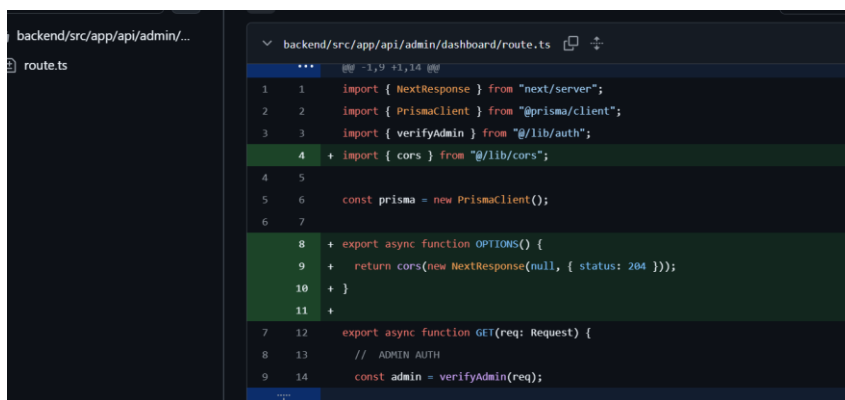 backend/src/app/api/admin/...
route.ts
backend/src/app/api/admin/dashboard/route.ts
@@ -1,9 +1,14 @@
1 1 import { NextResponse } from "next/server";
2 2 import { PrismaClient } from "@prisma/client";
3 3 import { verifyAdmin } from "@/lib/auth";
4 + import { cors } from "@/lib/cors";
4 5
5 6 const prisma = new PrismaClient();
6 7
8 + export async function OPTIONS() {
9 + return cors(new NextResponse(null, { status: 204 }));
10 + }
11 +
7 12 export async function GET(req: Request) {
8 13 // ADMIN AUTH
9 14 const admin = verifyAdmin(req);